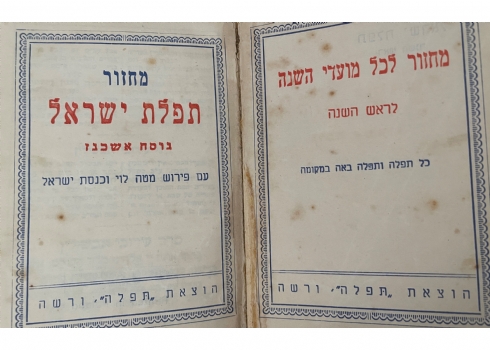 מחזור לכל מועדי השנה
לראש השנה
כל תפלה ותפלה באה במקומה
הוצאת „תפלה”, ורשה
מחזור
תפלת ישראל
נוסח אשכנז
עם פירוש מטה לוי וכנסת ישראל
הוצאת „תפלה”, ורשה